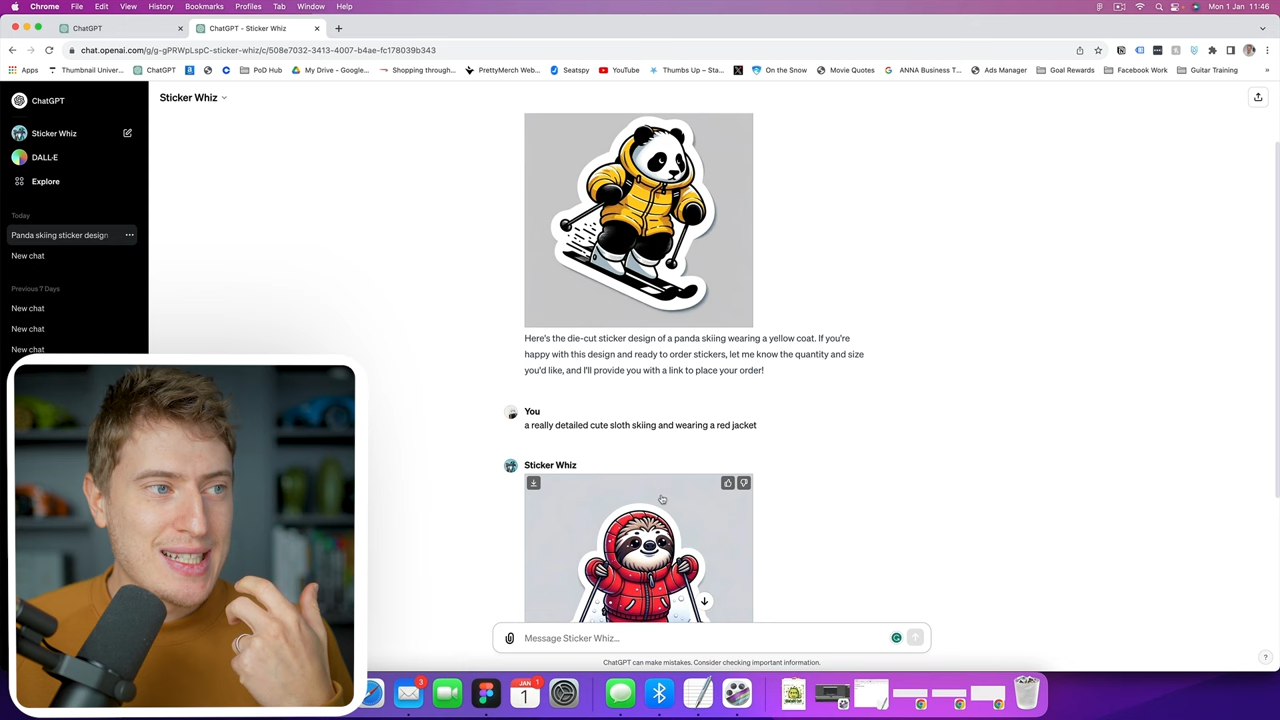 Chrome File Edit View History Bookmarks Profiles Tab Window Help
Mon 1 Jan 11:46
ChatGPT
ChatGPT - Sticker Whiz
chat.openai.com/g/g-gPRWpLspC-sticker-whiz/c/508e7032-3413-4007-b4ae-fc178039b343
Apps Thumbnail Univer... ChatGPT PoD Hub My Drive - Google... Shopping through... PrettyMerch Web... Seatspy YouTube Thumbs Up – Sta... On the Snow Movie Quotes ANNA Business T... Ads Manager Goal Rewards Facebook Work Guitar Training »
ChatGPT
Sticker Whiz
DALL·E
Explore
Today
Panda skiing sticker design
New chat
Previous 7 Days
New chat
New chat
New chat
Sticker Whiz
Here's the die-cut sticker design of a panda skiing wearing a yellow coat. If you're
happy with this design and ready to order stickers, let me know the quantity and size
you'd like, and I'll provide you with a link to place your order!
You
a really detailed cute sloth skiing and wearing a red jacket
Sticker Whiz
Message Sticker Whiz...
ChatGPT can make mistakes. Consider checking important information.
?
3
JAN
1
1